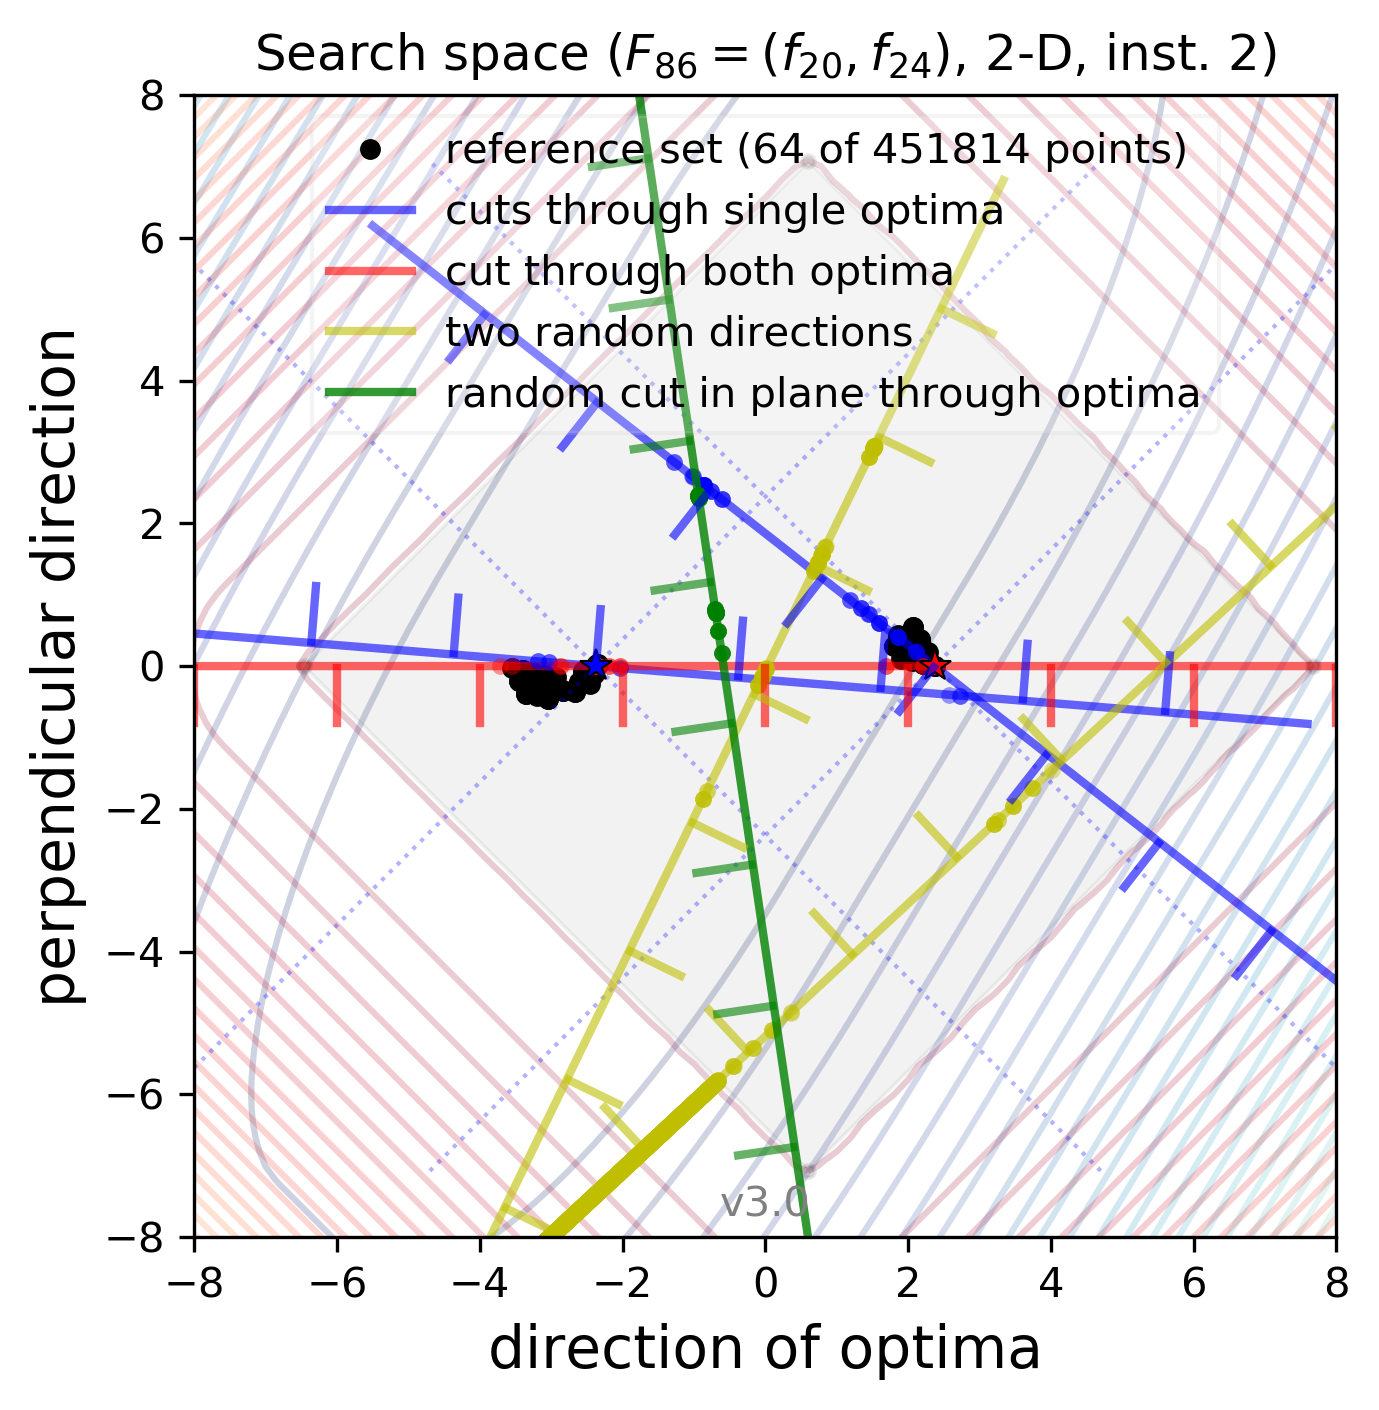 Search space (F86 = (f20, f24), 2-D, inst. 2)
8
6
4
2
0
−2
−4
−6
−8
perpendicular direction
reference set (64 of 451814 points)
cuts through single optima
cut through both optima
two random directions
random cut in plane through optima
v3.0
−8 −6 −4 −2 0 2 4 6 8
direction of optima